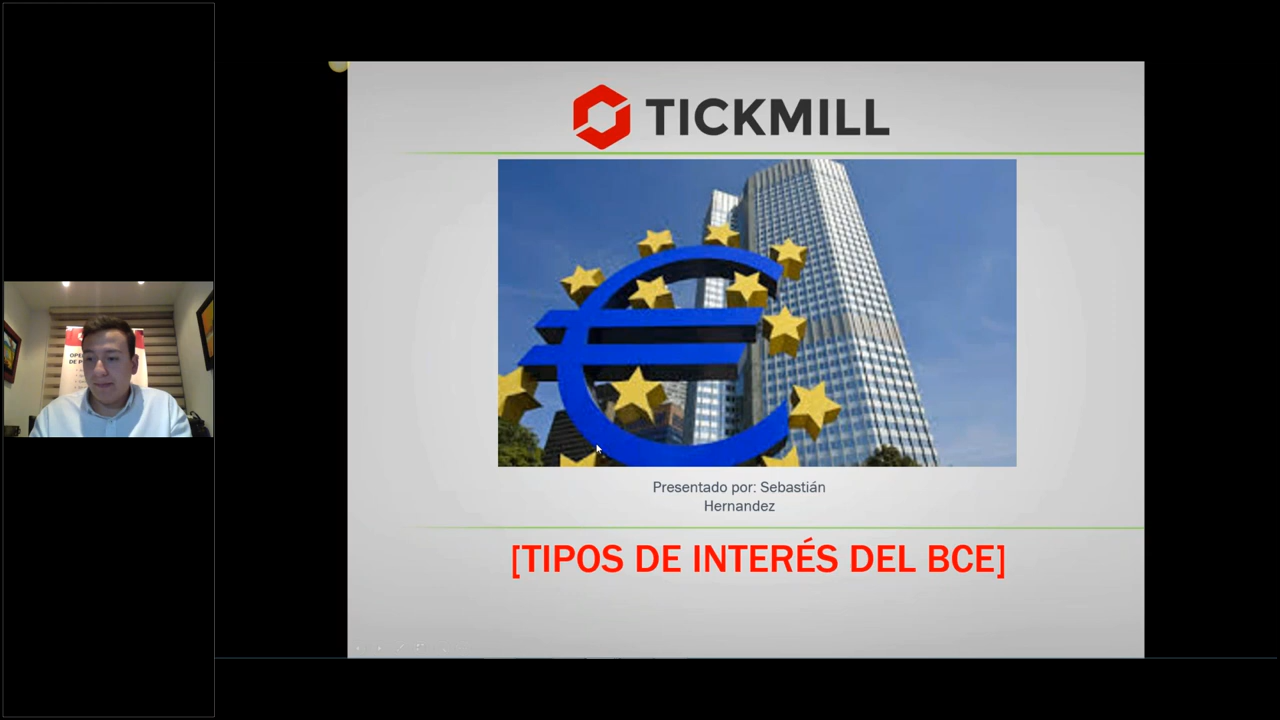 TICKMILL
Presentado por: Sebastián
Hernandez
[TIPOS DE INTERÉS DEL BCE]